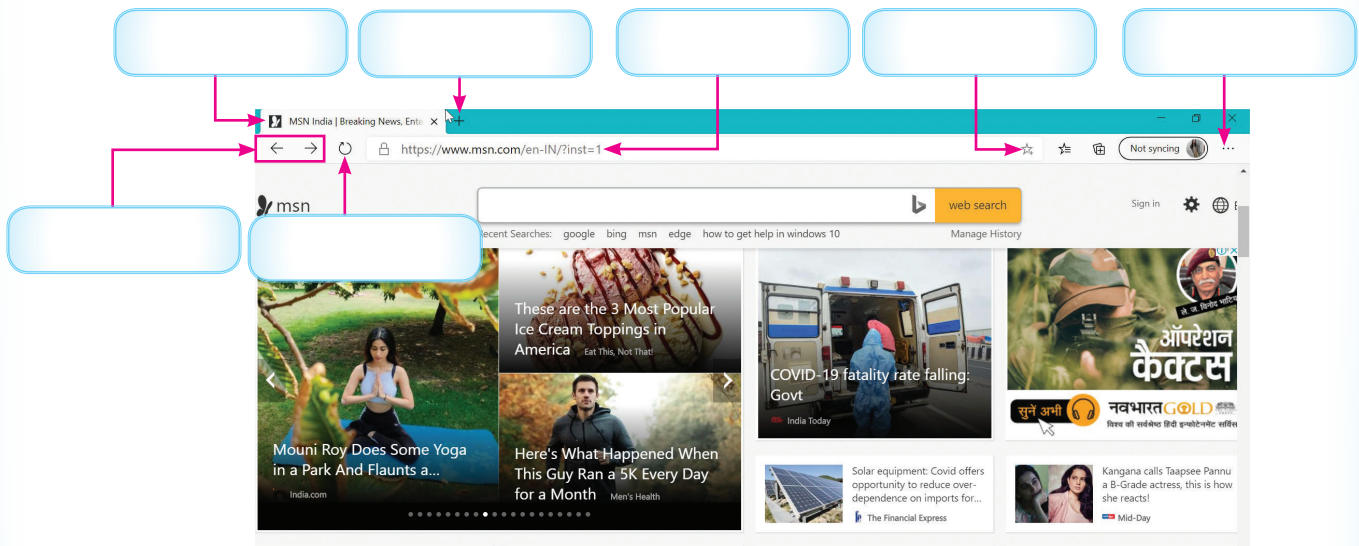 MSN India | Breaking News, Ente
https://www.msn.com/en-IN/?inst=1
Not syncing
msn
web search
Sign in
Recent Searches: google bing msn edge how to get help in windows 10
Manage History
Mouni Roy Does Some Yoga
in a Park And Flaunts a...
India.com
These are the 3 Most Popular
Ice Cream Toppings in
America Eat This, Not That!
Here's What Happened When
This Guy Ran a 5K Every Day
for a Month Men's Health
COVID-19 fatality rate falling:
Govt
India Today
ले. ज. विनोद भाटिया
ऑपरेशन
कैक्टस
सुनें अभी
नवभारत GOLD
विश्व की सर्वश्रेष्ठ हिंदी इन्फोटेनमेंट सर्विस
Solar equipment: Covid offers
opportunity to reduce over-
dependence on imports for...
The Financial Express
Kangana calls Taapsee Pannu
a B-Grade actress, this is how
she reacts!
Mid-Day